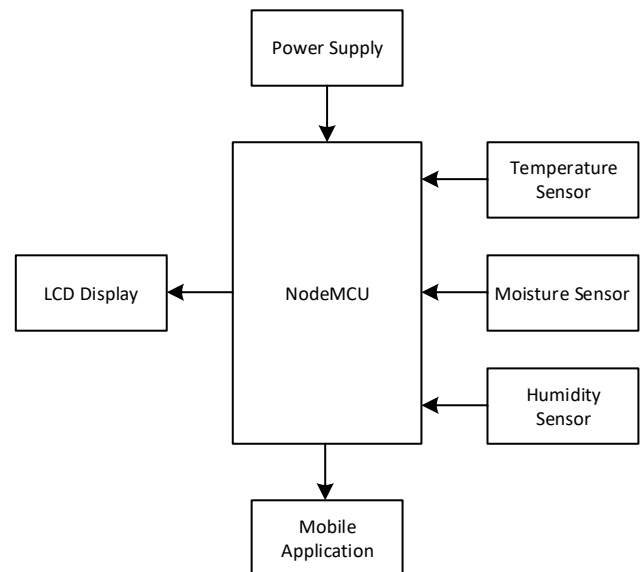 Power Supply
Temperature
Sensor
LCD Display
NodeMCU
Moisture Sensor
Humidity
Sensor
Mobile
Application